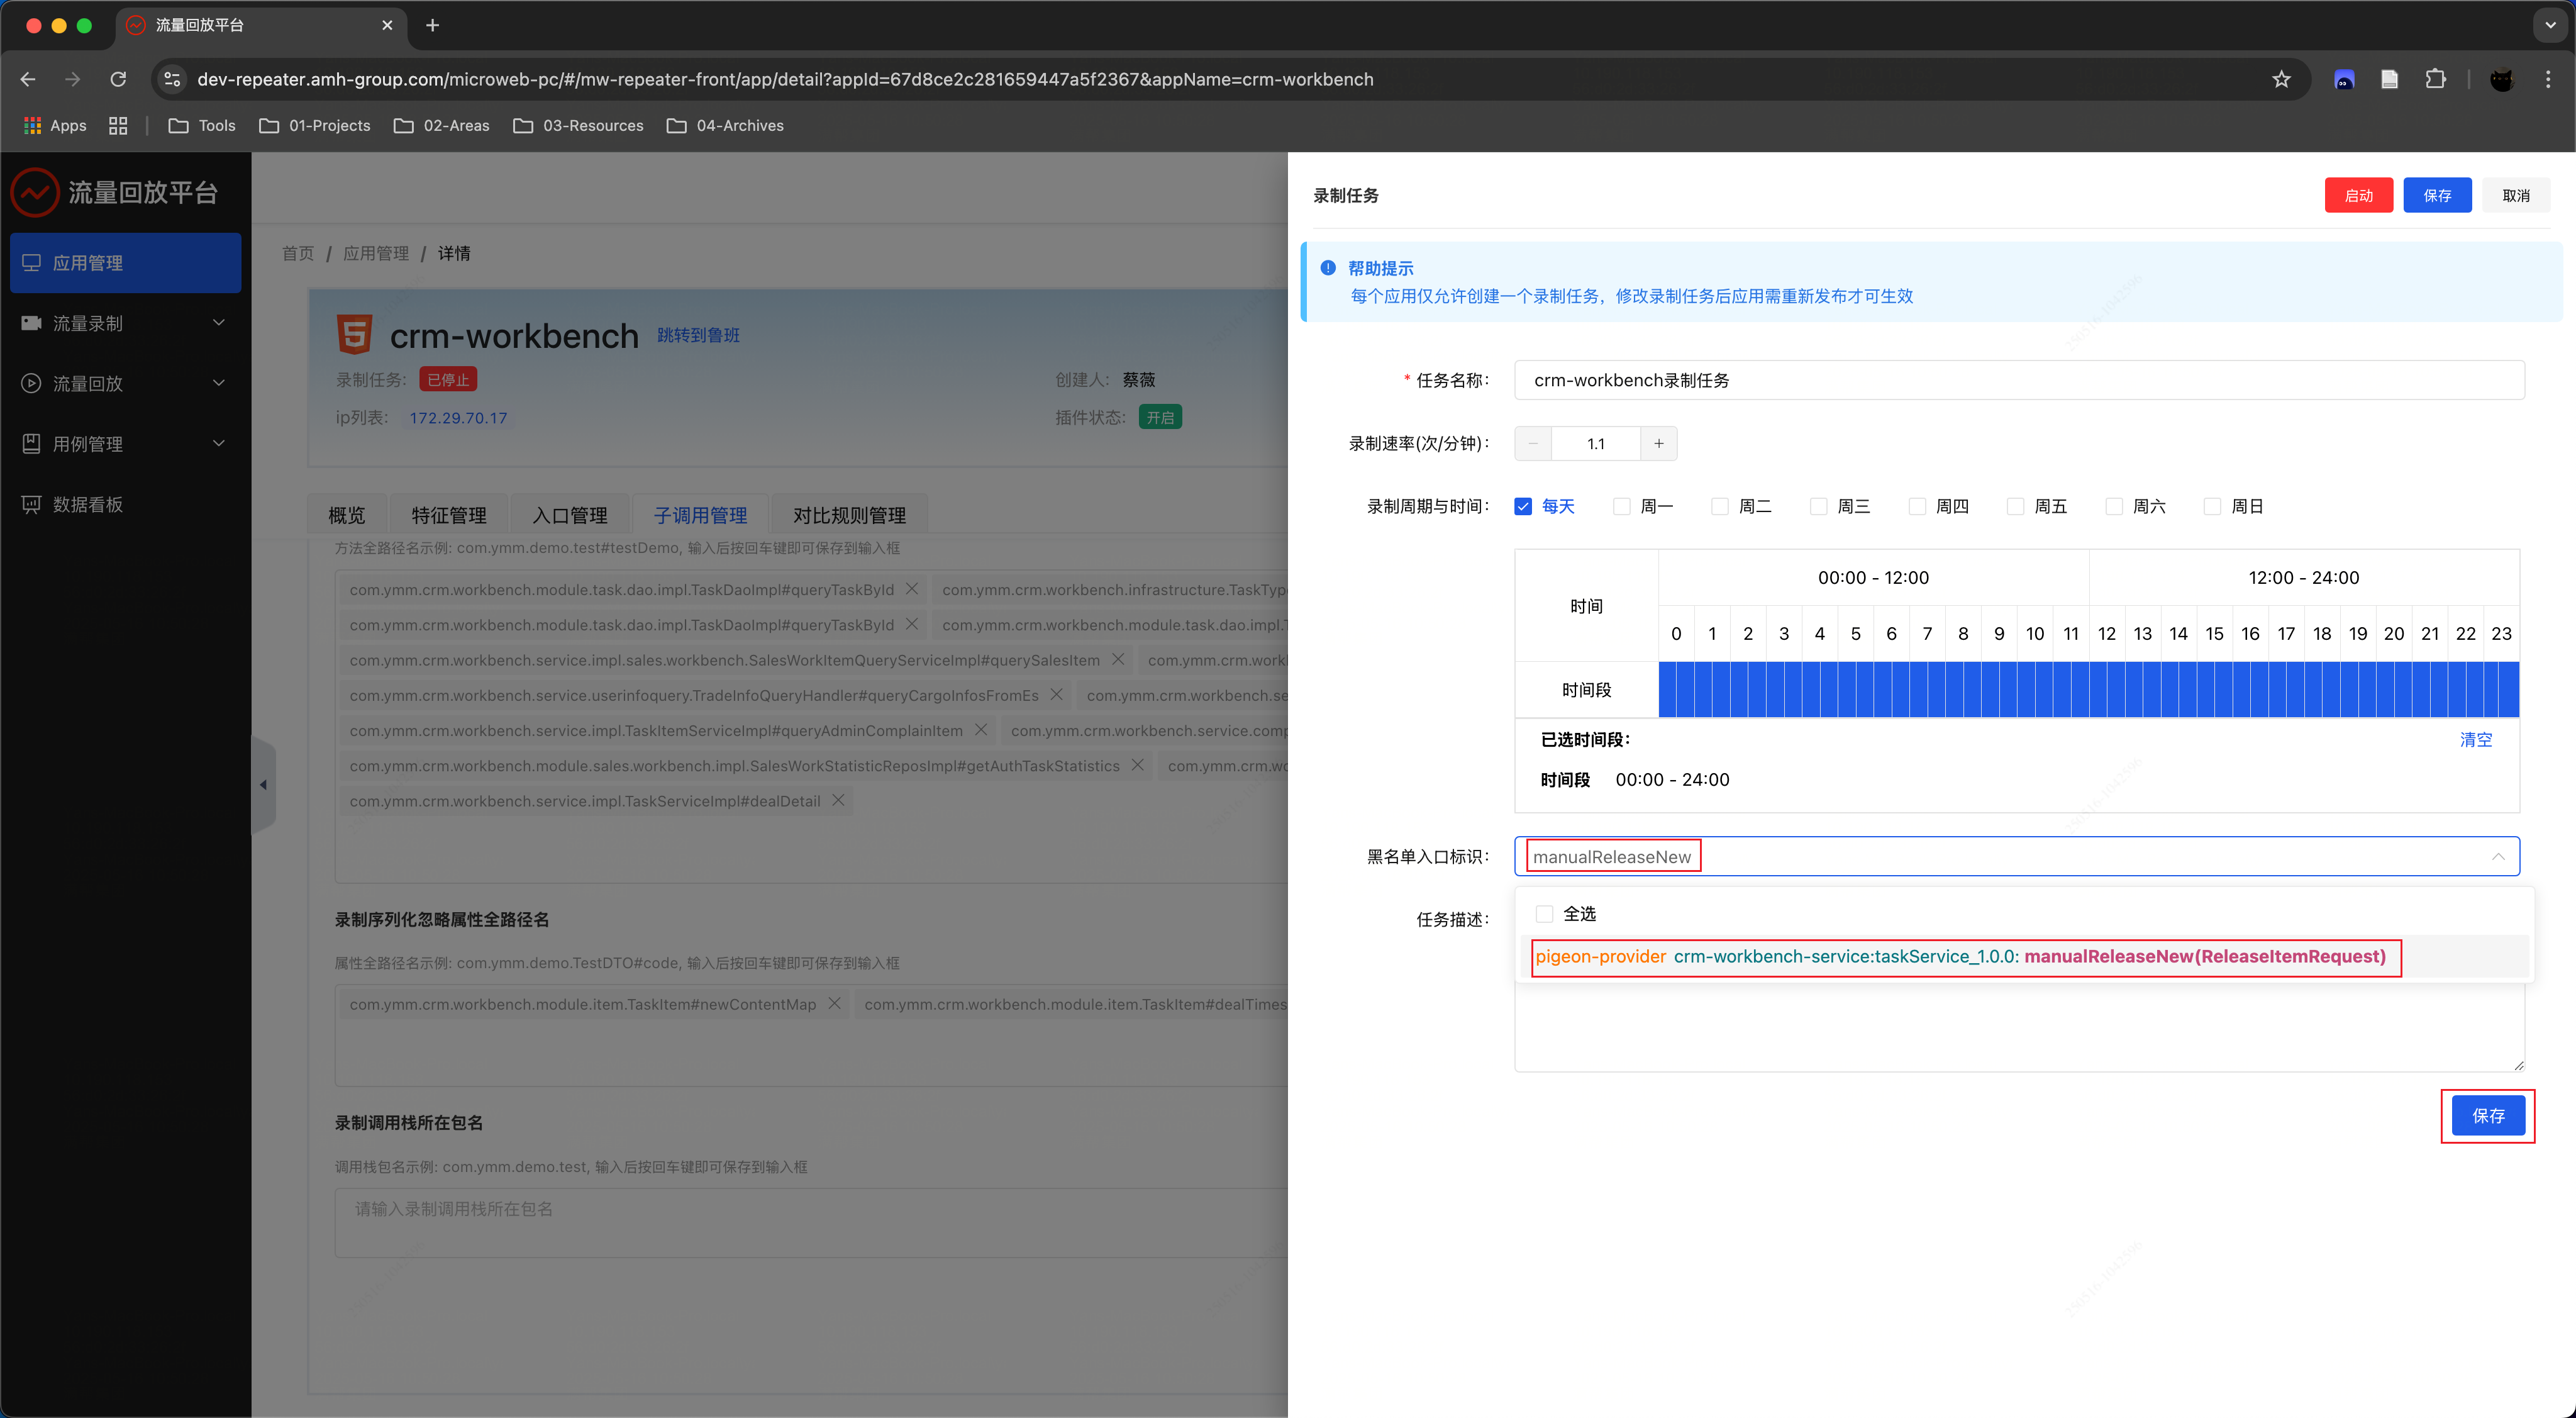 流量回放平台
dev-repeater.amh-group.com/microweb-pc/#/mw-repeater-front/app/detail?appId=67d8ce2c281659447a5f2367&appName=crm-workbench
Apps
Tools
01-Projects
02-Areas
03-Resources
04-Archives
流量回放平台
应用管理
流量录制
流量回放
用例管理
数据看板
首页 / 应用管理 / 详情
crm-workbench 跳转到鲁班
录制任务: 已停止
创建人: 蔡薇
ip列表: 172.29.70.17
插件状态: 开启
概览 特征管理 入口管理 子调用管理 对比规则管理
方法全路径名示例: com.ymm.demo.test#testDemo, 输入后按回车键即可保存到输入框
com.ymm.crm.workbench.module.task.dao.impl.TaskDaoImpl#queryTaskById com.ymm.crm.workbench.infrastructure.TaskTyp
com.ymm.crm.workbench.module.task.dao.impl.TaskDaoImpl#queryTaskById com.ymm.crm.workbench.module.task.dao.impl.
com.ymm.crm.workbench.service.impl.sales.workbench.SalesWorkItemQueryServiceImpl#querySalesItem com.ymm.crm.work
com.ymm.crm.workbench.service.userinfoquery.TradeInfoQueryHandler#queryCargoInfosFromEs com.ymm.crm.workbench.se
com.ymm.crm.workbench.service.impl.TaskItemServiceImpl#queryAdminComplainItem com.ymm.crm.workbench.service.comp
com.ymm.crm.workbench.module.sales.workbench.impl.SalesWorkStatisticReposImpl#getAuthTaskStatistics com.ymm.crm.w
com.ymm.crm.workbench.service.impl.TaskServiceImpl#dealDetail
录制序列化忽略属性全路径名
属性全路径名示例: com.ymm.demo.TestDTO#code, 输入后按回车键即可保存到输入框
com.ymm.crm.workbench.module.item.TaskItem#newContentMap com.ymm.crm.workbench.module.item.TaskItem#dealTimes
录制调用栈所在包名
调用栈包名示例: com.ymm.demo.test, 输入后按回车键即可保存到输入框
请输入录制调用栈所在包名
录制任务
启动 保存 取消
帮助提示
每个应用仅允许创建一个录制任务，修改录制任务后应用需重新发布才可生效
* 任务名称: crm-workbench录制任务
录制速率(次/分钟): − 1.1 +
录制周期与时间: 每天 周一 周二 周三 周四 周五 周六 周日
时间 00:00 - 12:00 12:00 - 24:00
0 1 2 3 4 5 6 7 8 9 10 11 12 13 14 15 16 17 18 19 20 21 22 23
时间段
已选时间段: 清空
时间段 00:00 - 24:00
黑名单入口标识: manualReleaseNew
任务描述:
全选
pigeon-provider crm-workbench-service:taskService_1.0.0: manualReleaseNew(ReleaseItemRequest)
保存